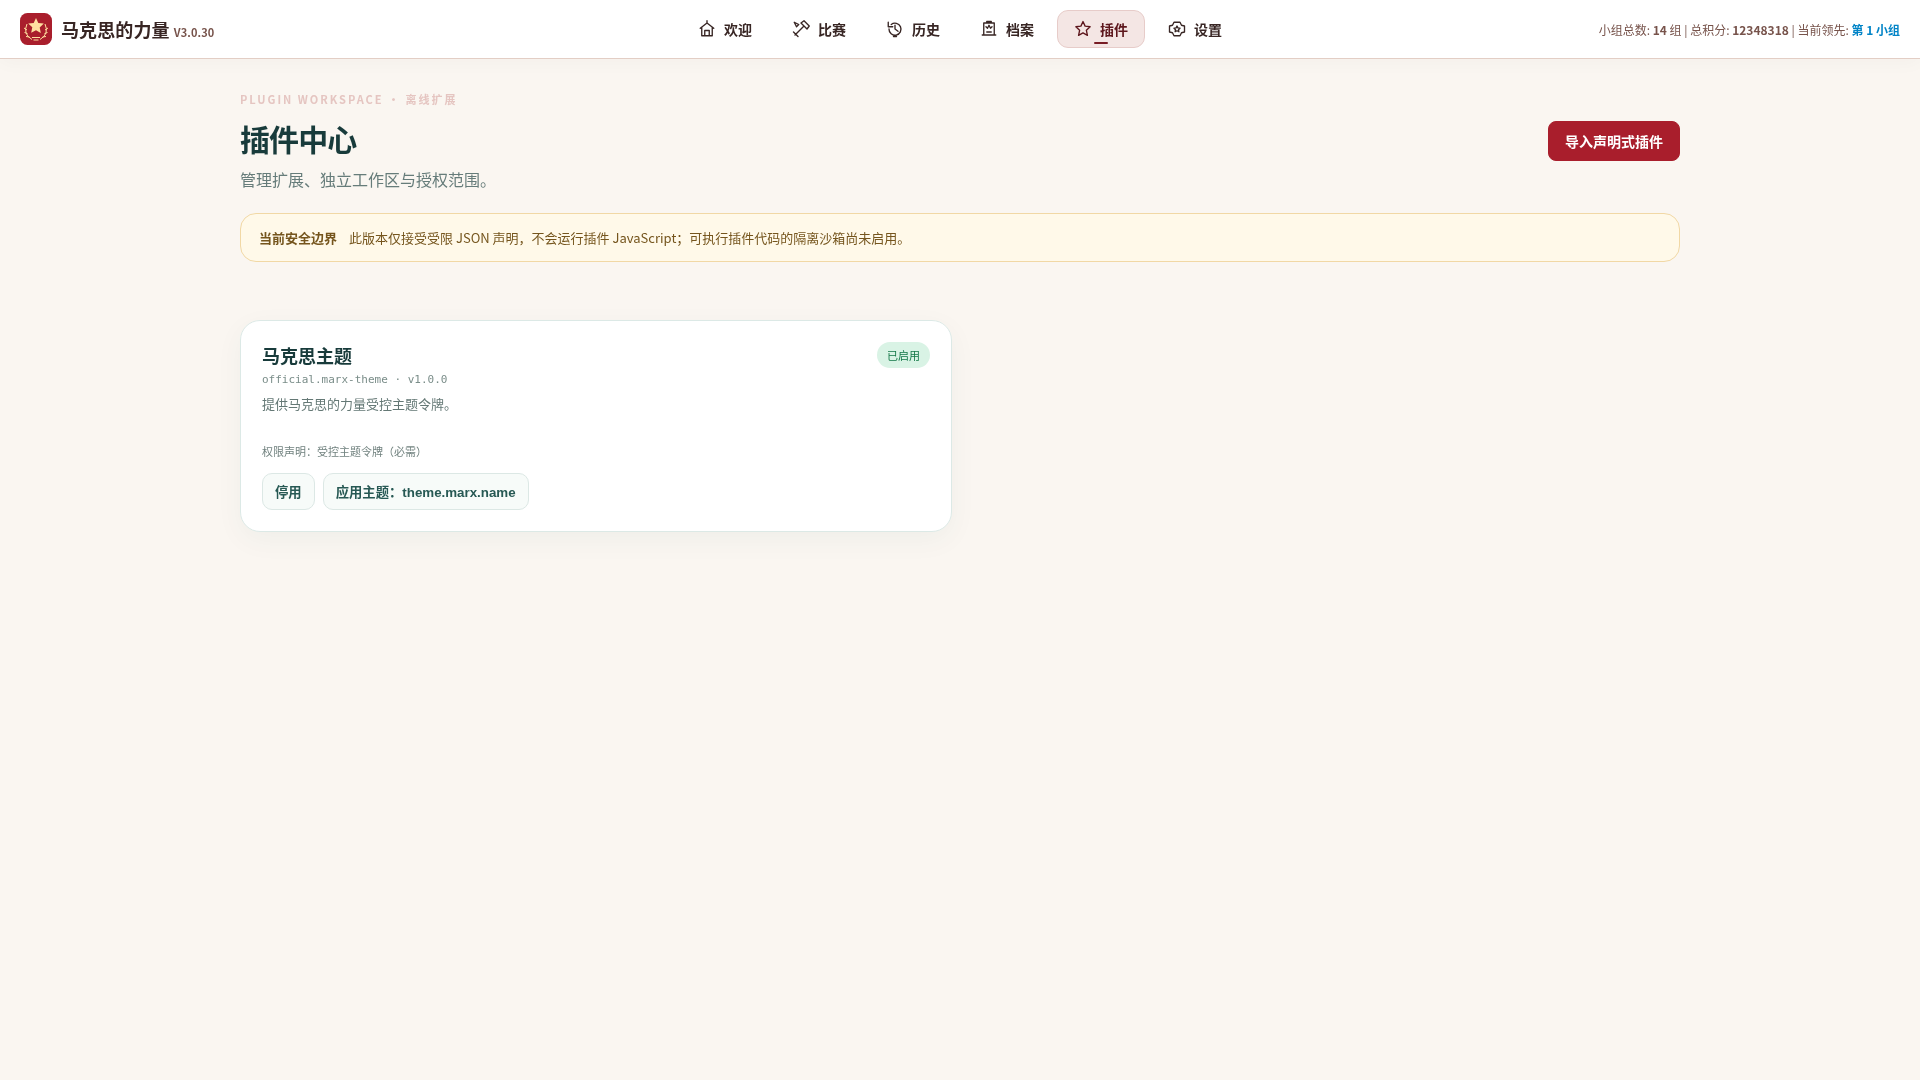 马克思的力量 V3.0.30
欢迎
比赛
历史
档案
插件
设置
小组总数: 14 组 | 总积分: 12348318 | 当前领先: 第 1 小组
PLUGIN WORKSPACE · 离线扩展
插件中心
管理扩展、独立工作区与授权范围。
导入声明式插件
当前安全边界 此版本仅接受受限 JSON 声明，不会运行插件 JavaScript；可执行插件代码的隔离沙箱尚未启用。
马克思主题
已启用
official.marx-theme · v1.0.0
提供马克思的力量受控主题令牌。
权限声明：受控主题令牌（必需）
停用
应用主题：theme.marx.name